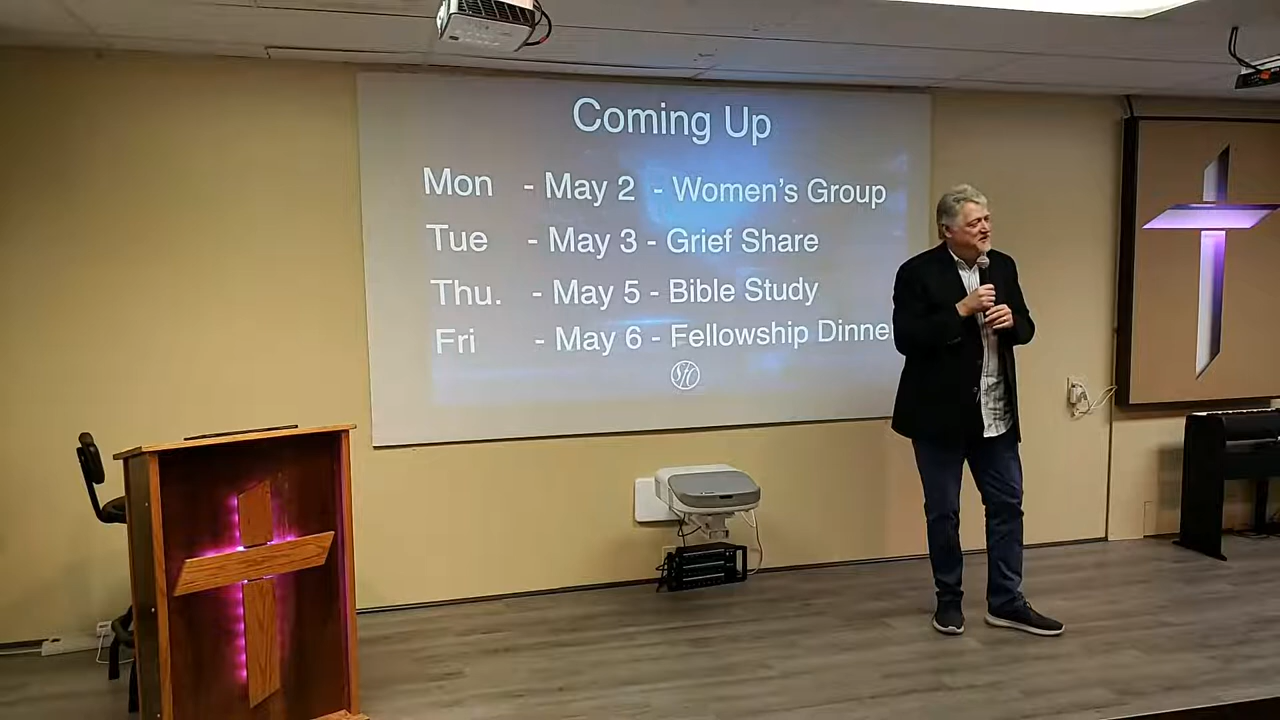 Coming Up
Mon - May 2 - Women's Group
Tue - May 3 - Grief Share
Thu. - May 5 - Bible Study
Fri - May 6 - Fellowship Dinne